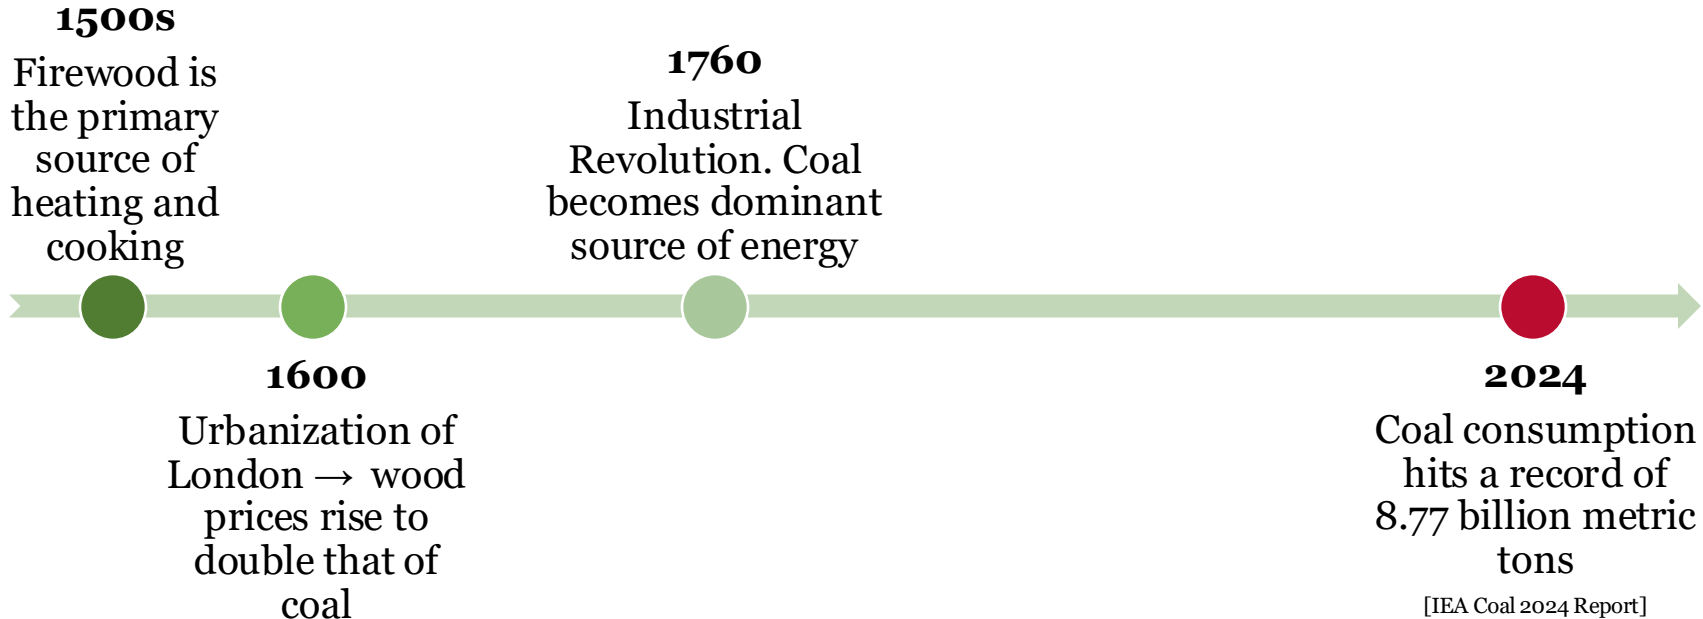 1500s
Firewood is
the primary
source of
heating and
cooking
1600
Urbanization of
London → wood
prices rise to
double that of
coal
1760
Industrial
Revolution. Coal
becomes dominant
source of energy
2024
Coal consumption
hits a record of
8.77 billion metric
tons
[IEA Coal 2024 Report]